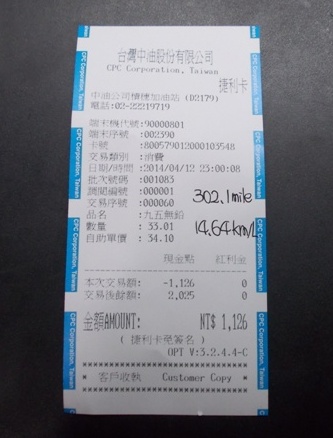 台灣中油股份有限公司
CPC Corporation, Taiwan
捷利卡
中油公司積穗加油站 (D2179)
電話:02-22219719
端末機代號:90000801
端末序號 :002390
卡號 :8005790120000103548
交易類別 :消費
日期/時間 :2014/04/12 23:00:08
批次號碼 :001083
調閱編號 :000001
交易序號 :000060
302.1mile
品名 :九五無鉛
數量 :33.01
14.64km/l
自助單價 :34.10
現金點 紅利金
本次交易額: -1,126 0
交易後餘額: 2,025 0
金額AMOUNT: NT$ 1,126
( 捷利卡免簽名 )
OPT V:3.2.4.4-C
* 客戶收執 Customer Copy *
CPC Corporation, Taiwan